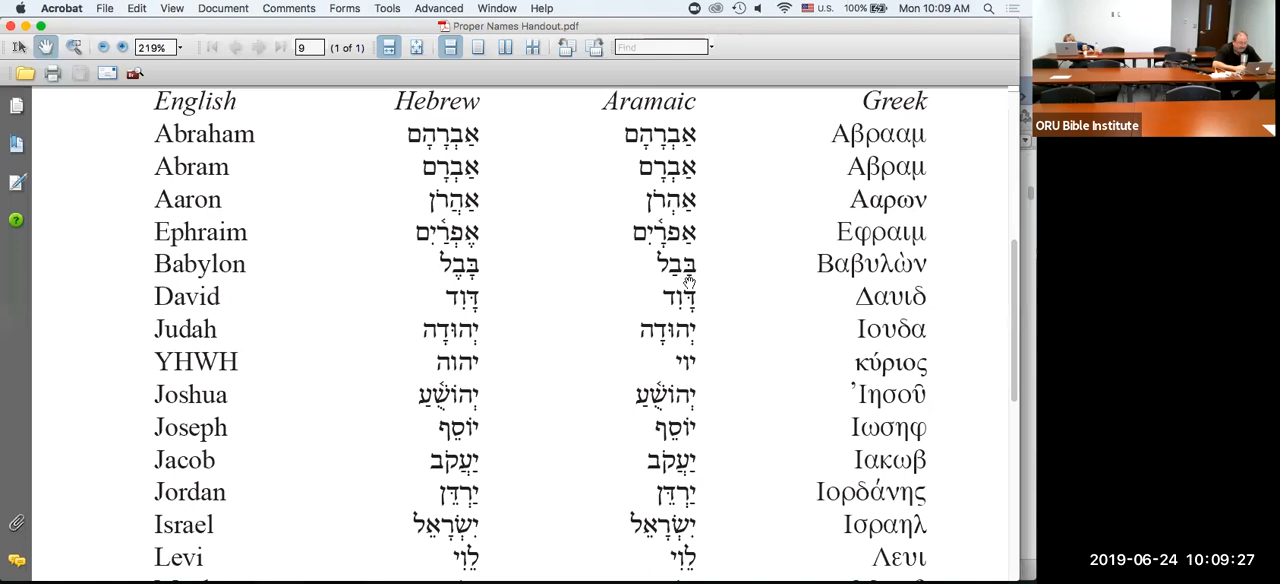 Acrobat File Edit View Document Comments Forms Tools Advanced Window Help U.S. 100% Mon 10:09 AM
Proper Names Handout.pdf
219% 9 (1 of 1) Find
English Hebrew Aramaic Greek
Abraham אַבְרָהָם אַבְרָהָם Αβρααμ
Abram אַבְרָם אַבְרָם Αβραμ
Aaron אַהֲרֹן אַהְרֹן Ααρων
Ephraim אֶפְרַ֫יִם אַפרָ֫יִם Εφραιμ
Babylon בָּבֶל בָּבַל Βαβυλὼν
David דָּוִד דָּוִד Δαυιδ
Judah יְהוּדָה יְהוּדָה Ιουδα
YHWH יהוה יוי κύριος
Joshua יְהוֹשֻׁ֫עַ יְהוֹשֻׁ֫עַ Ἰησοῦ
Joseph יוֹסֵף יוֹסֵף Ιωσηφ
Jacob יַעֲקֹב יַעֲקֹב Ιακωβ
Jordan יַרְדֵּן יַרְדֵּן Ιορδάνης
Israel יִשְׂרָאֵל יִשְׂרָאֵל Ισραηλ
Levi לֵוִי לֵוִי Λευι
ORU Bible Institute
2019-06-24 10:09:27